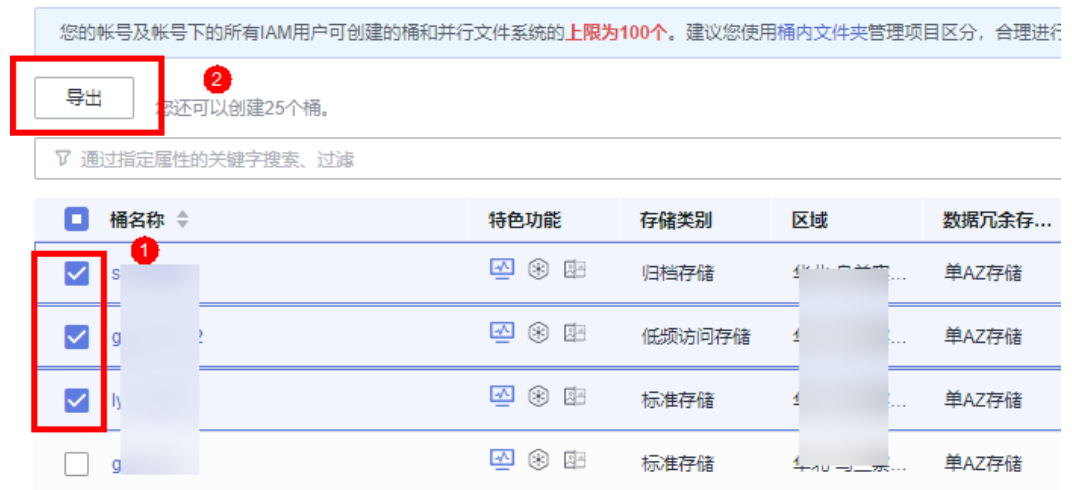 您的帐号及帐号下的所有IAM用户可创建的桶和并行文件系统的上限为100个。建议您使用桶内文件夹管理项目区分，合理进行
导出
2
您还可以创建25个桶。
通过指定属性的关键字搜索、过滤
桶名称 特色功能 存储类别 区域 数据冗余存...
1
s 归档存储 ... 单AZ存储
g 2 低频访问存储 ... 单AZ存储
ly 标准存储 ... 单AZ存储
g 标准存储 ... 单AZ存储